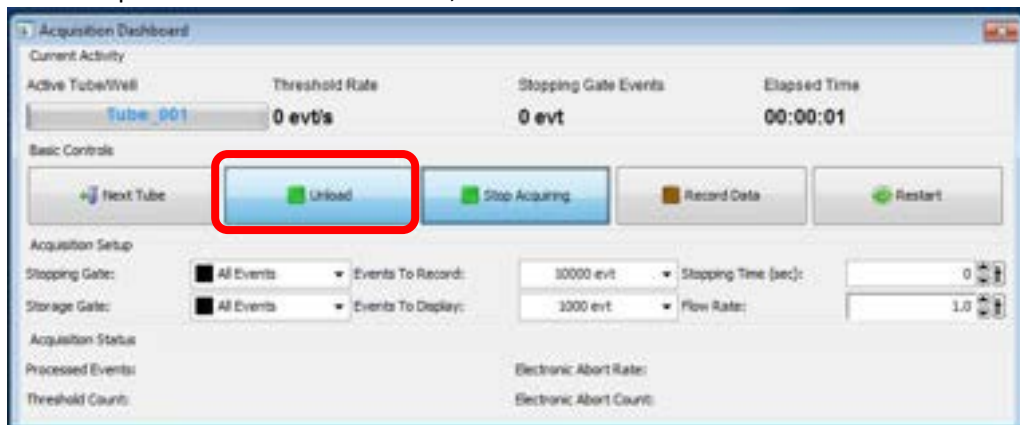 Acquisition Dashboard
Current Activity
Active Tube/Well Threshold Rate Stopping Gate Events Elapsed Time
Tube_001 0 evt/s 0 evt 00:00:01
Basic Controls
Next Tube Unload Stop Acquiring Record Data Restart
Acquisition Setup
Stopping Gate: All Events Events To Record: 10000 evt Stopping Time (sec): 0
Storage Gate: All Events Events To Display: 1000 evt Flow Rate: 1.0
Acquisition Status
Processed Events: Electronic Abort Rate:
Threshold Count: Electronic Abort Count: